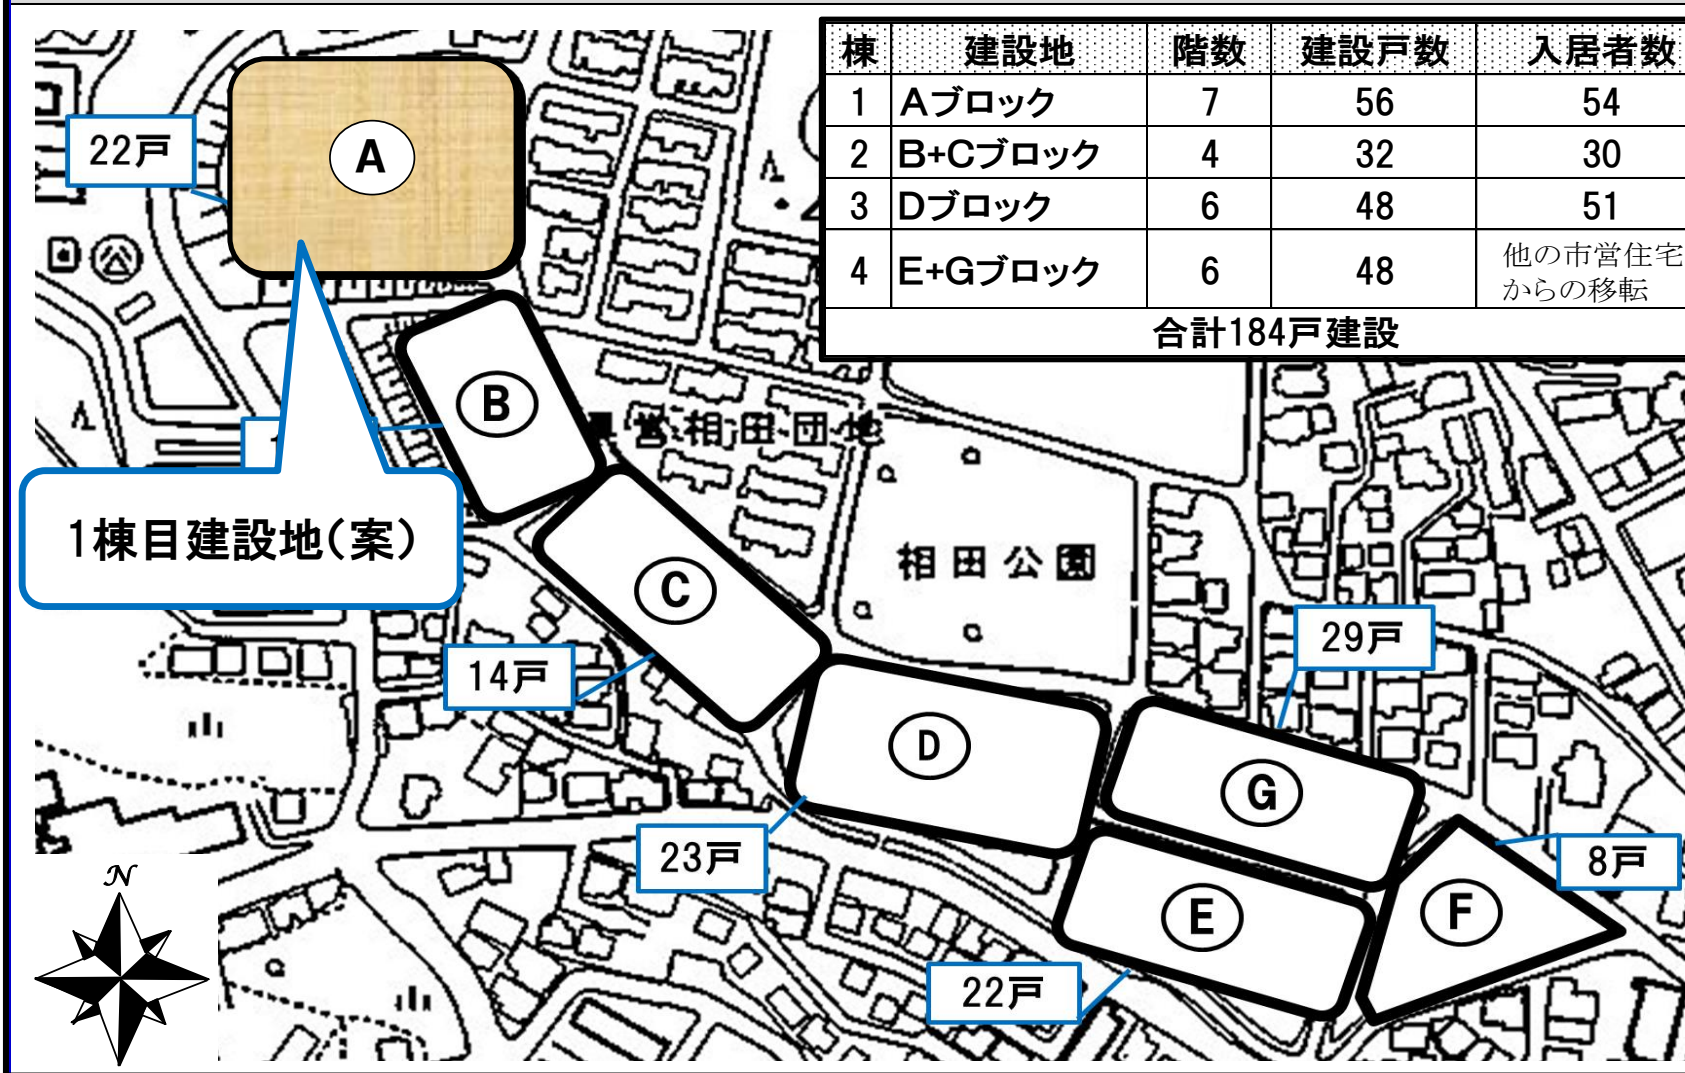 棟 建設地 階数 建設戸数 入居者数
1 Aブロック 7 56 54
2 B+Cブロック 4 32 30
3 Dブロック 6 48 51
4 E+Gブロック 6 48 他の市営住宅
からの移転
合計184戸建設
22戸
A
B
営相田団地
1棟目建設地(案)
相田公園
C
14戸
29戸
D
G
23戸
8戸
N
F
E
22戸